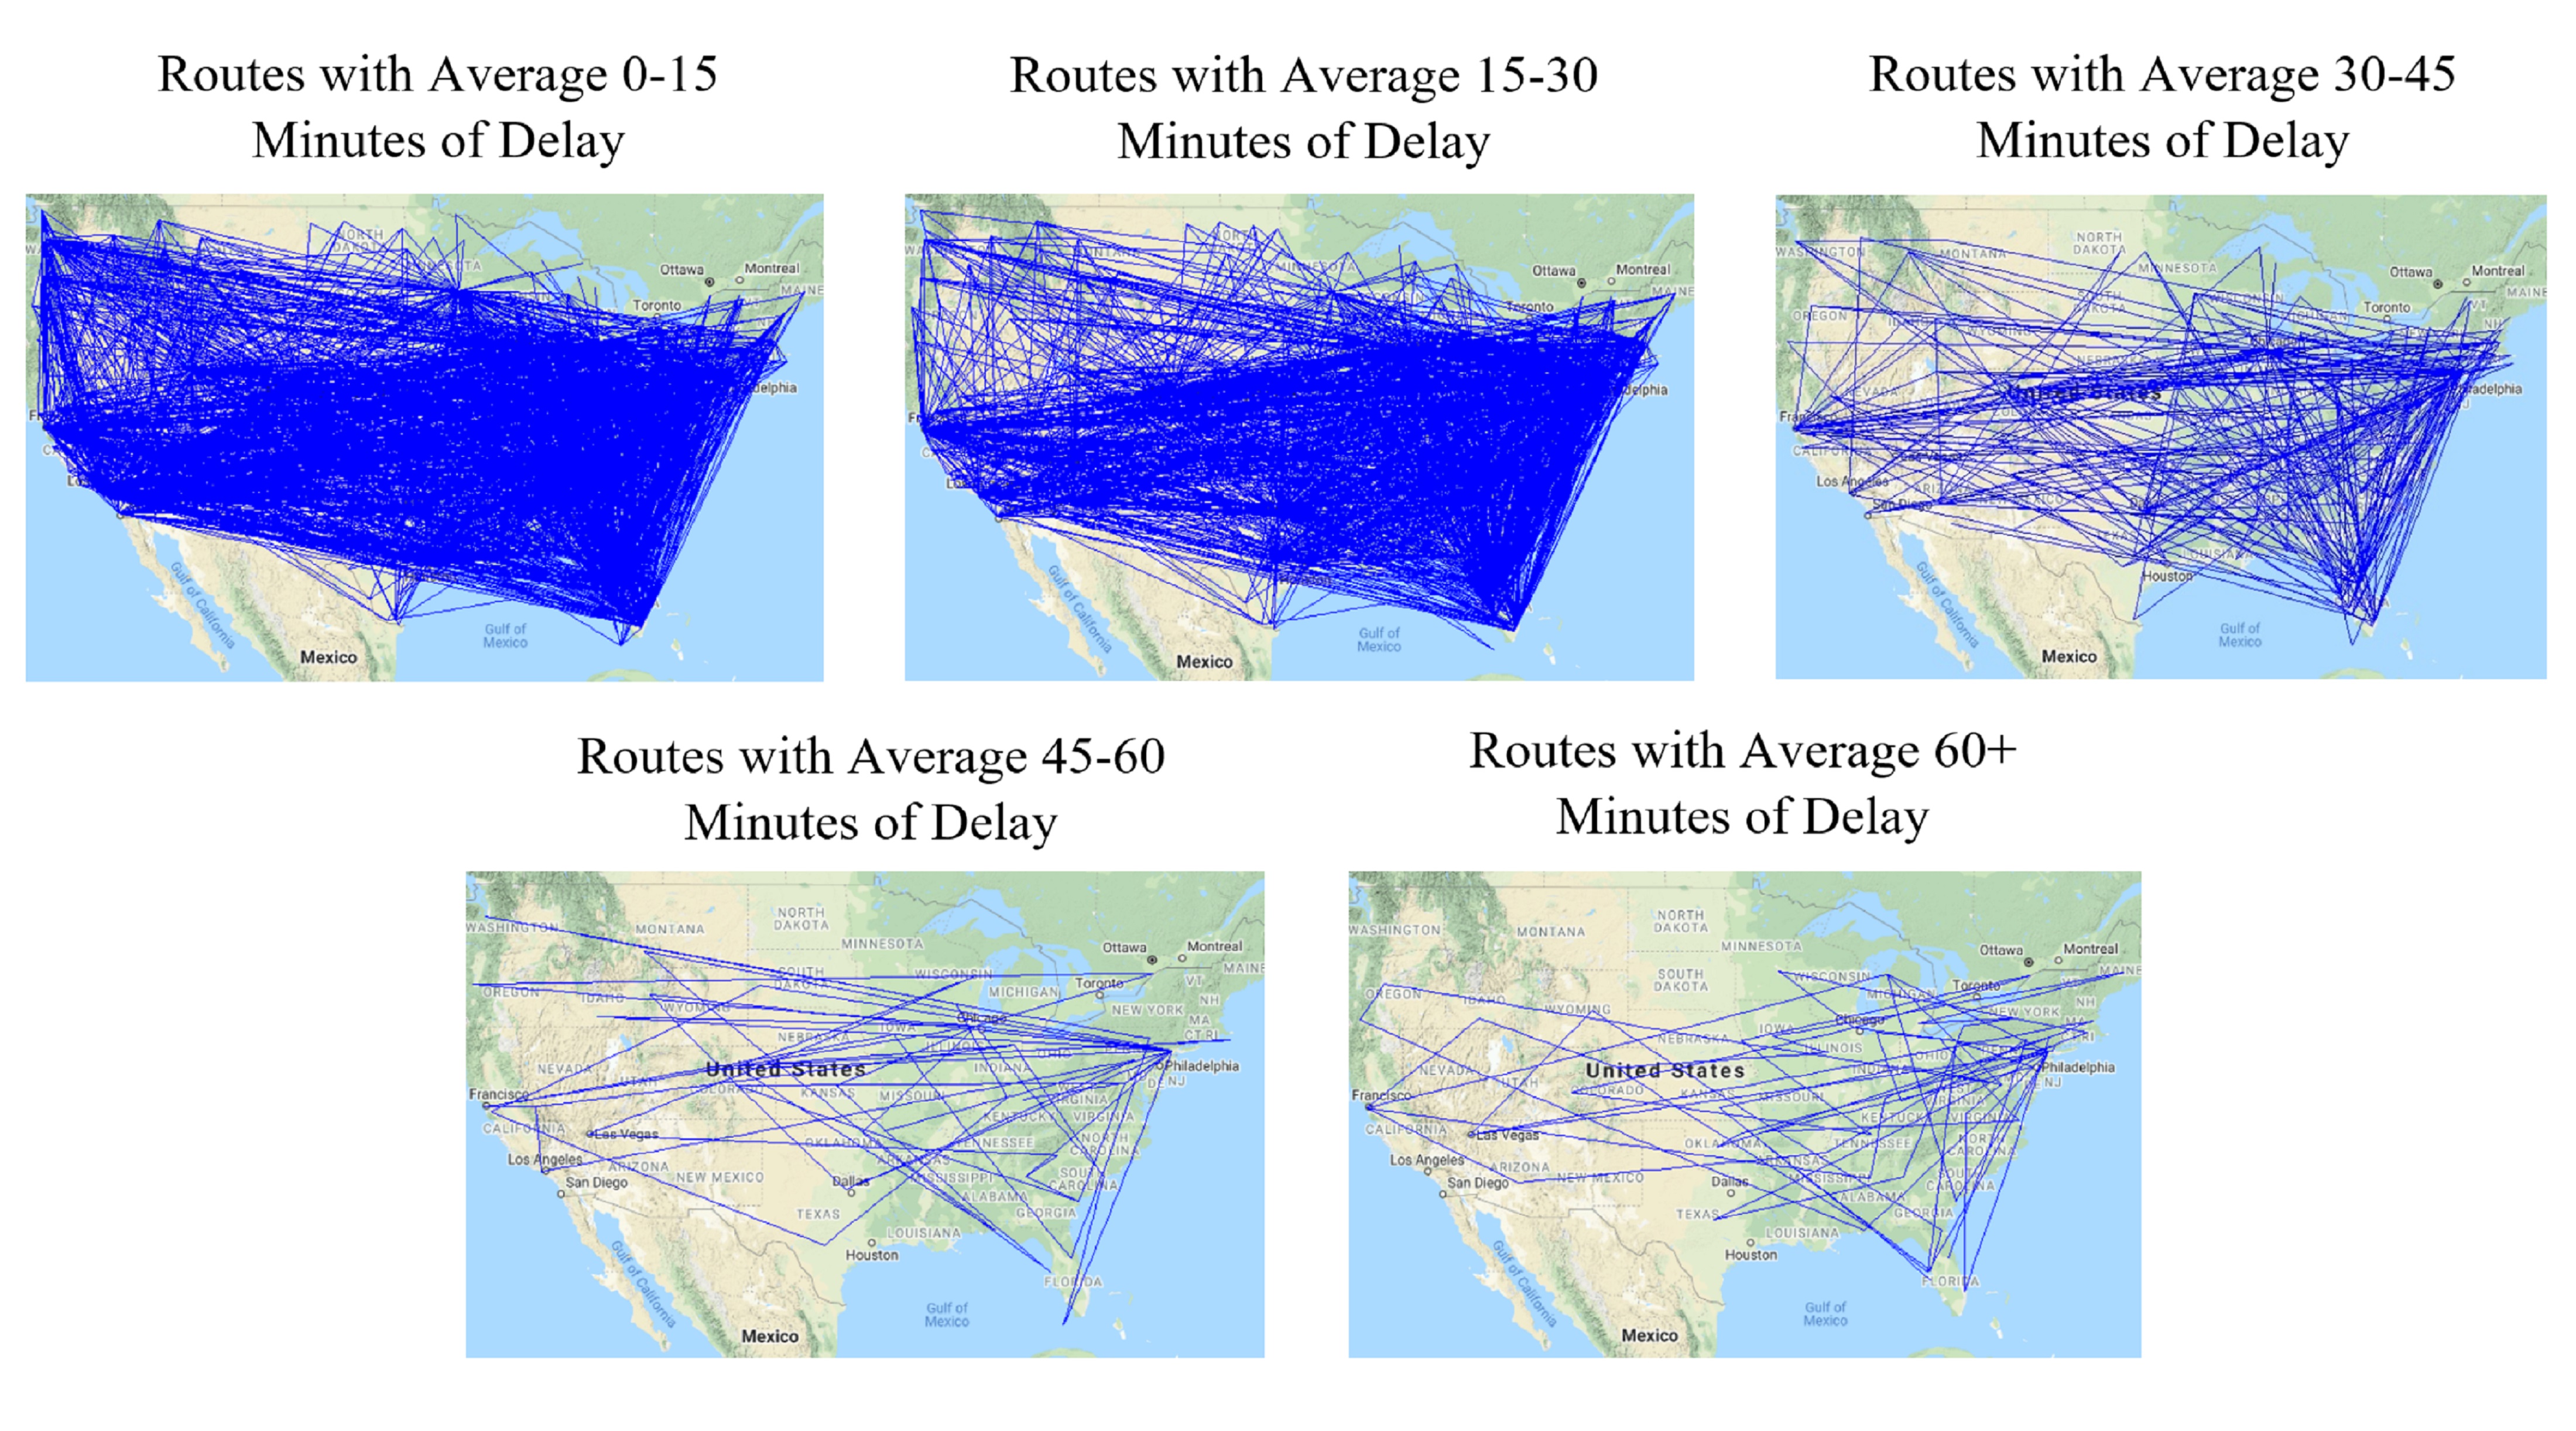 Routes with Average 0-15
Minutes of Delay
Routes with Average 15-30
Minutes of Delay
Routes with Average 30-45
Minutes of Delay
Ottawa
Montreal
MAINE
Toronto
Gulf of California
Gulf of
Mexico
Mexico
Ottawa
Montreal
MAINE
Toronto
Gulf of California
Gulf of
Mexico
Mexico
WASHINGTON
MONTANA
NORTH
DAKOTA
MINNESOTA
Ottawa
Montreal
MAINE
Toronto
VT
NH
OREGON
NEVADA
United States
CALIFORNIA
Los Angeles
San Diego
LOUISIANA
Houston
Gulf of California
Gulf of
Mexico
Mexico
Routes with Average 45-60
Minutes of Delay
Routes with Average 60+
Minutes of Delay
WASHINGTON
MONTANA
NORTH
DAKOTA
MINNESOTA
Ottawa
Montreal
SOUTH
DAKOTA
WISCONSIN
MAINE
OREGON
IDAHO
MICHIGAN
Toronto
VT
NH
WYOMING
NEW YORK
MA
Chicago
IOWA
CT RI
NEBRASKA
ILLINOIS
OHIO
NEVADA
UTAH
United States
INDIANA
Philadelphia
COLORADO
KANSAS
MISSOURI
DE NJ
Francisco
KENTUCKY
VIRGINIA
CALIFORNIA
Las Vegas
OKLAHOMA
TENNESSEE
NORTH
CAROLINA
Los Angeles
ARIZONA
NEW MEXICO
ARKANSAS
San Diego
Dallas
MISSISSIPPI
SOUTH
CAROLINA
ALABAMA
TEXAS
GEORGIA
LOUISIANA
Houston
FLORIDA
Gulf of California
Gulf of
Mexico
Mexico
WASHINGTON
MONTANA
NORTH
DAKOTA
MINNESOTA
Ottawa
Montreal
SOUTH
DAKOTA
WISCONSIN
MAINE
OREGON
IDAHO
MICHIGAN
Toronto
NH
WYOMING
NEW YORK
MA
Chicago
IOWA
NEBRASKA
ILLINOIS
OHIO
NEVADA
UTAH
United States
INDIANA
Philadelphia
COLORADO
KANSAS
MISSOURI
NJ
Francisco
KENTUCKY
VIRGINIA
CALIFORNIA
Las Vegas
OKLAHOMA
TENNESSEE
NORTH
CAROLINA
Los Angeles
ARIZONA
NEW MEXICO
ARKANSAS
San Diego
Dallas
MISSISSIPPI
SOUTH
CAROLINA
ALABAMA
TEXAS
GEORGIA
LOUISIANA
Houston
FLORIDA
Gulf of California
Gulf of
Mexico
Mexico